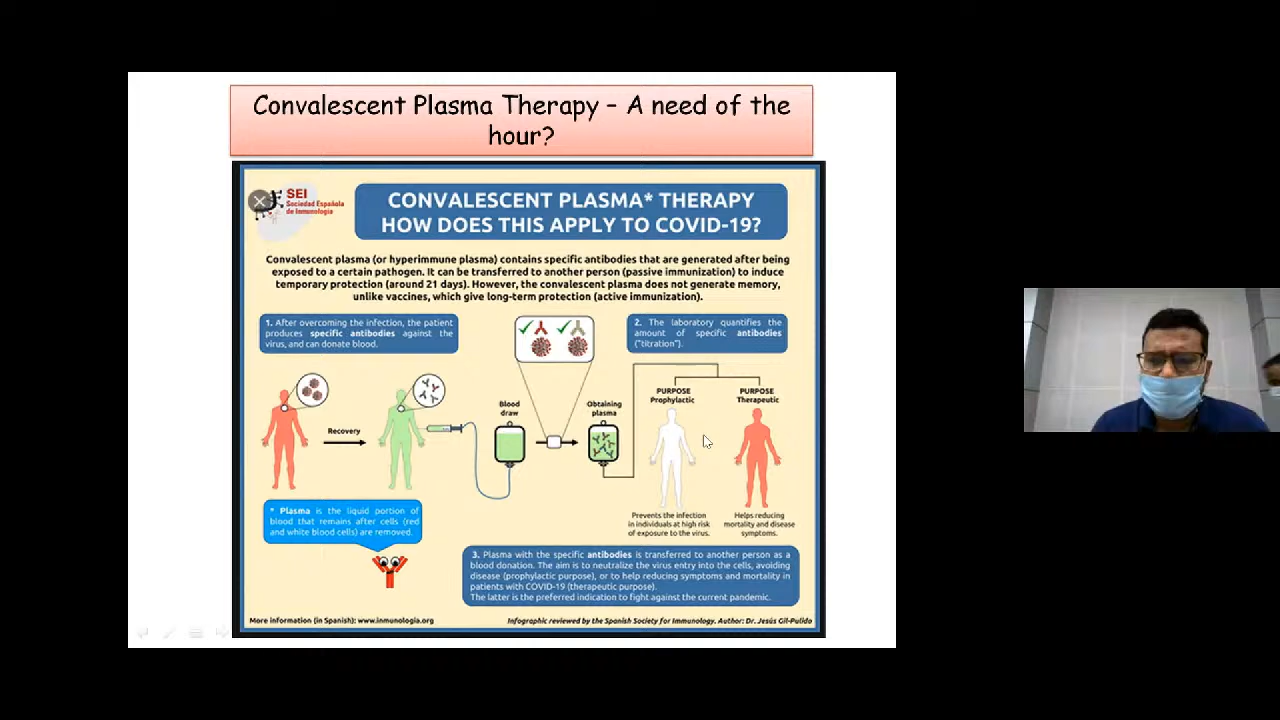 Convalescent Plasma Therapy – A need of the
hour?
SEI
Sociedad Española
de Inmunología
CONVALESCENT PLASMA* THERAPY
HOW DOES THIS APPLY TO COVID-19?
Convalescent plasma (or hyperimmune plasma) contains specific antibodies that are generated after being
exposed to a certain pathogen. It can be transferred to another person (passive immunization) to induce
temporary protection (around 21 days). However, the convalescent plasma does not generate memory,
unlike vaccines, which give long-term protection (active immunization).
1. After overcoming the infection, the patient
produces specific antibodies against the
virus, and can donate blood.
2. The laboratory quantifies the
amount of specific antibodies
("titration").
Recovery
Blood
draw
Obtaining
plasma
PURPOSE
Prophylactic
PURPOSE
Therapeutic
Prevents the infection
in individuals at high risk
of exposure to the virus.
Helps reducing
mortality and disease
symptoms.
* Plasma is the liquid portion of
blood that remains after cells (red
and white blood cells) are removed.
3. Plasma with the specific antibodies is transferred to another person as a
blood donation. The aim is to neutralize the virus entry into the cells, avoiding
disease (prophylactic purpose), or to help reducing symptoms and mortality in
patients with COVID-19 (therapeutic purpose).
The latter is the preferred indication to fight against the current pandemic.
More information (in Spanish): www.inmunologia.org
Infographic reviewed by the Spanish Society for Immunology. Author: Dr. Jesús Gil-Pulido